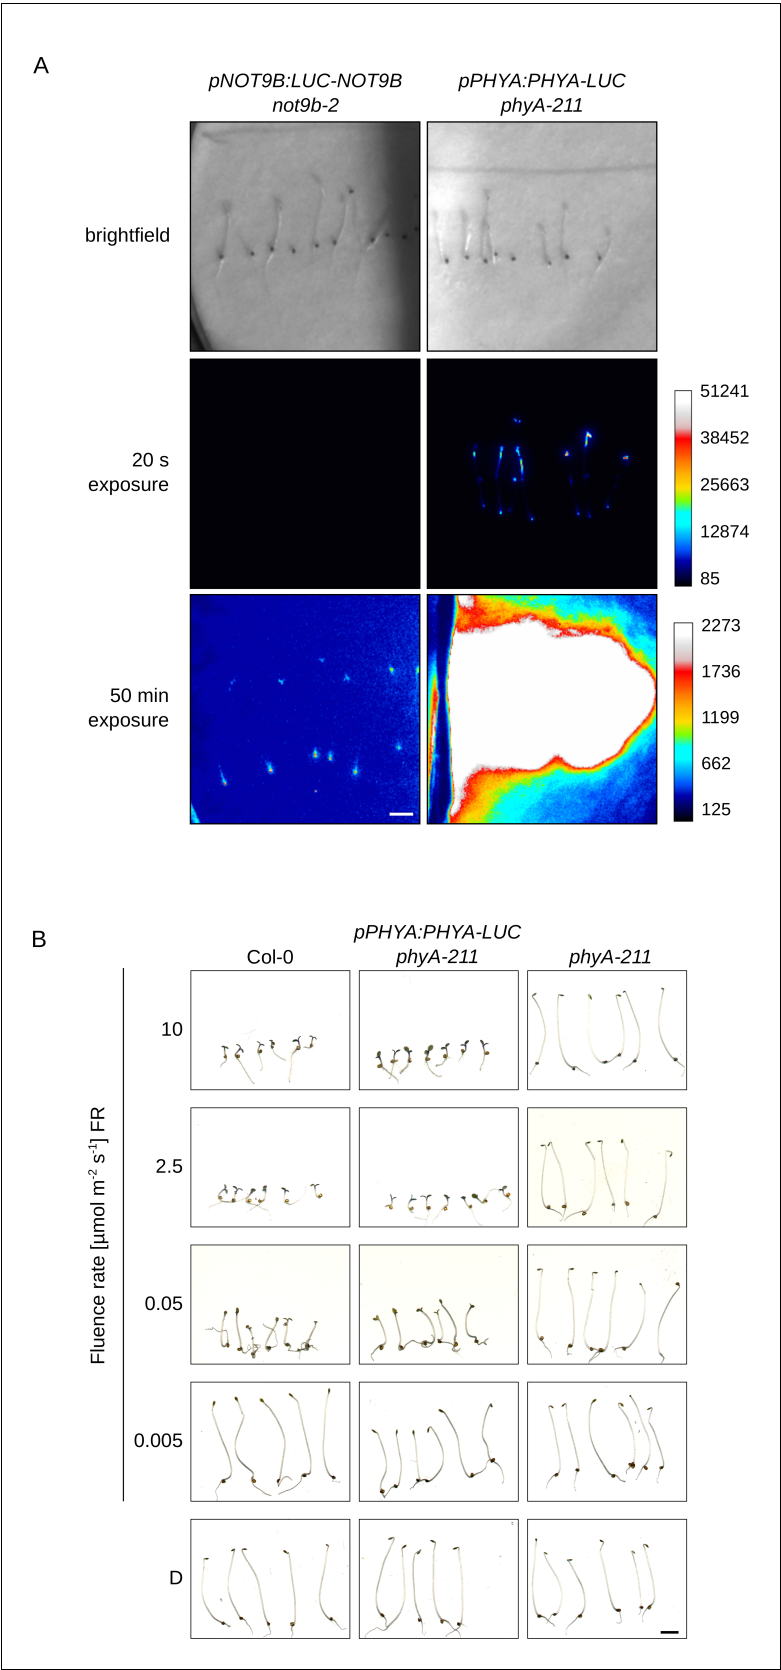 A
pNOT9B:LUC-NOT9B
not9b-2
pPHYA:PHYA-LUC
phyA-211
brightfield
20 s
exposure
51241
38452
25663
12874
85
50 min
exposure
2273
1736
1199
662
125
B
Col-0
pPHYA:PHYA-LUC
phyA-211
phyA-211
Fluence rate [µmol m⁻² s⁻¹] FR
10
2.5
0.05
0.005
D